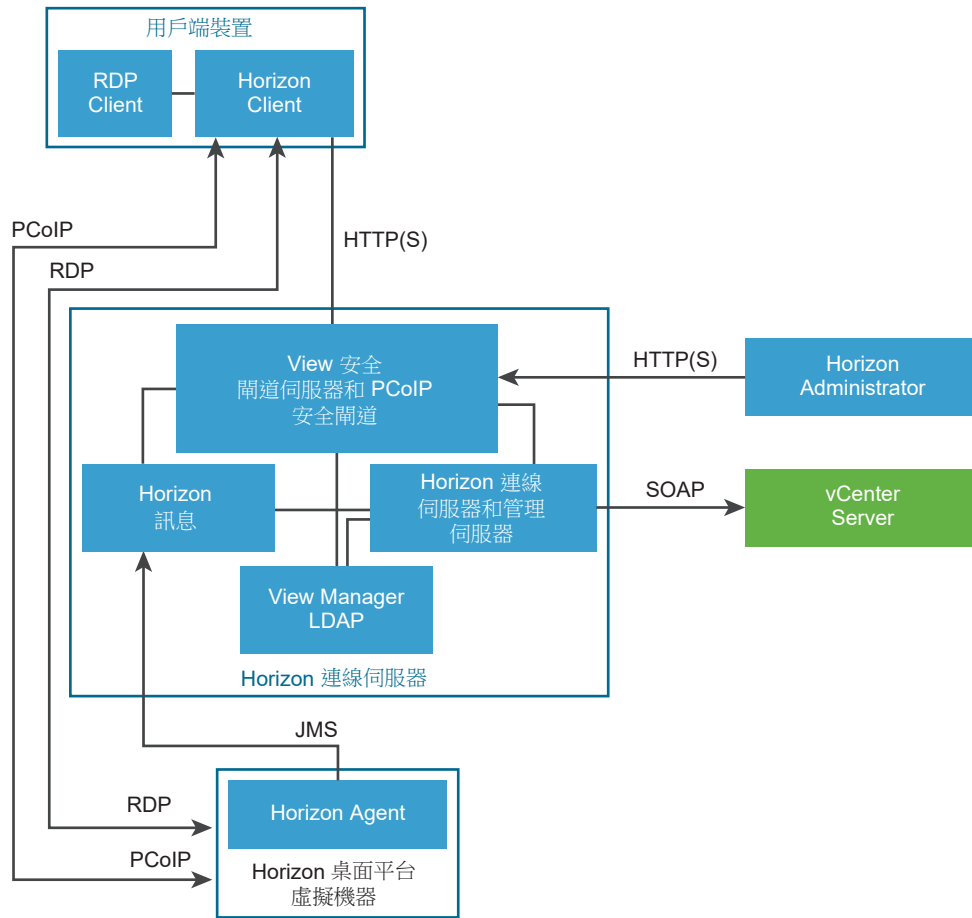 用戶端裝置
RDP
Client
Horizon
Client
PCoIP
HTTP(S)
RDP
View 安全
閘道伺服器和 PCoIP
安全閘道
HTTP(S)
Horizon
Administrator
Horizon
訊息
Horizon 連線
伺服器和管理
伺服器
SOAP
vCenter
Server
View Manager
LDAP
Horizon 連線伺服器
JMS
RDP
Horizon Agent
PCoIP
Horizon 桌面平台
虛擬機器